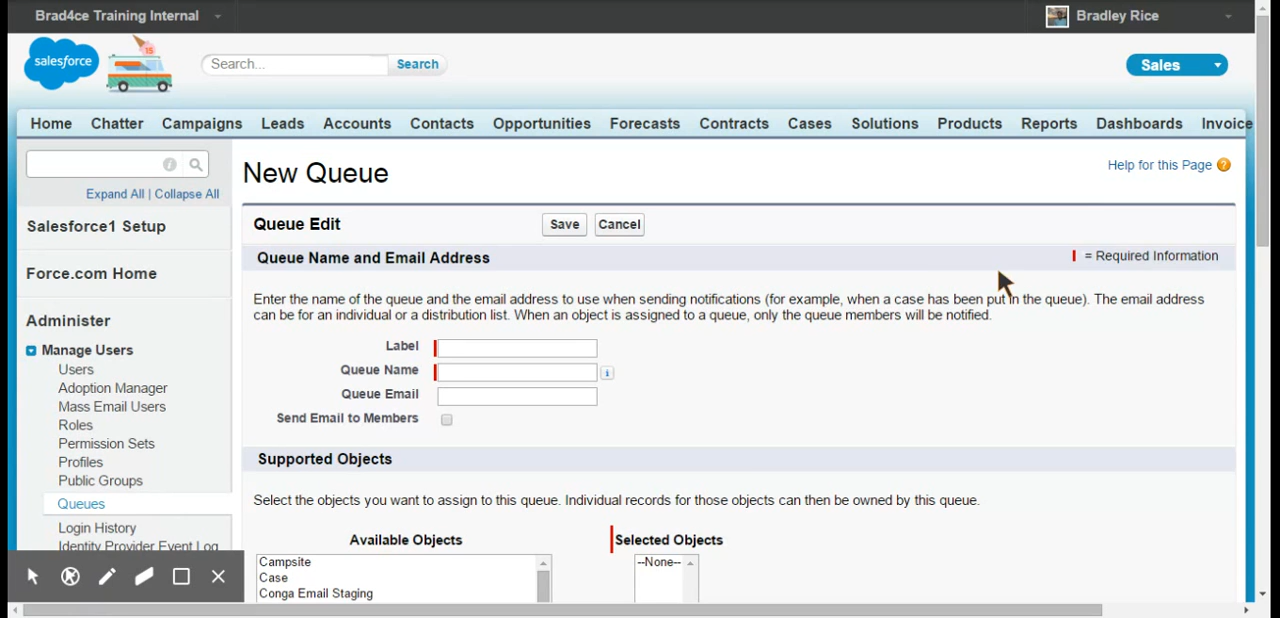 Brad4ce Training Internal
Bradley Rice
salesforce
15
Search...
Search
Sales
Home Chatter Campaigns Leads Accounts Contacts Opportunities Forecasts Contracts Cases Solutions Products Reports Dashboards Invoice
Expand All | Collapse All
Salesforce1 Setup
Force.com Home
Administer
Manage Users
Users
Adoption Manager
Mass Email Users
Roles
Permission Sets
Profiles
Public Groups
Queues
Login History
Identity Provider Event Log
New Queue
Help for this Page ?
Queue Edit
Save
Cancel
Queue Name and Email Address
= Required Information
Enter the name of the queue and the email address to use when sending notifications (for example, when a case has been put in the queue). The email address
can be for an individual or a distribution list. When an object is assigned to a queue, only the queue members will be notified.
Label
Queue Name
Queue Email
Send Email to Members
Supported Objects
Select the objects you want to assign to this queue. Individual records for those objects can then be owned by this queue.
Available Objects
Selected Objects
Campsite
Case
Conga Email Staging
--None--